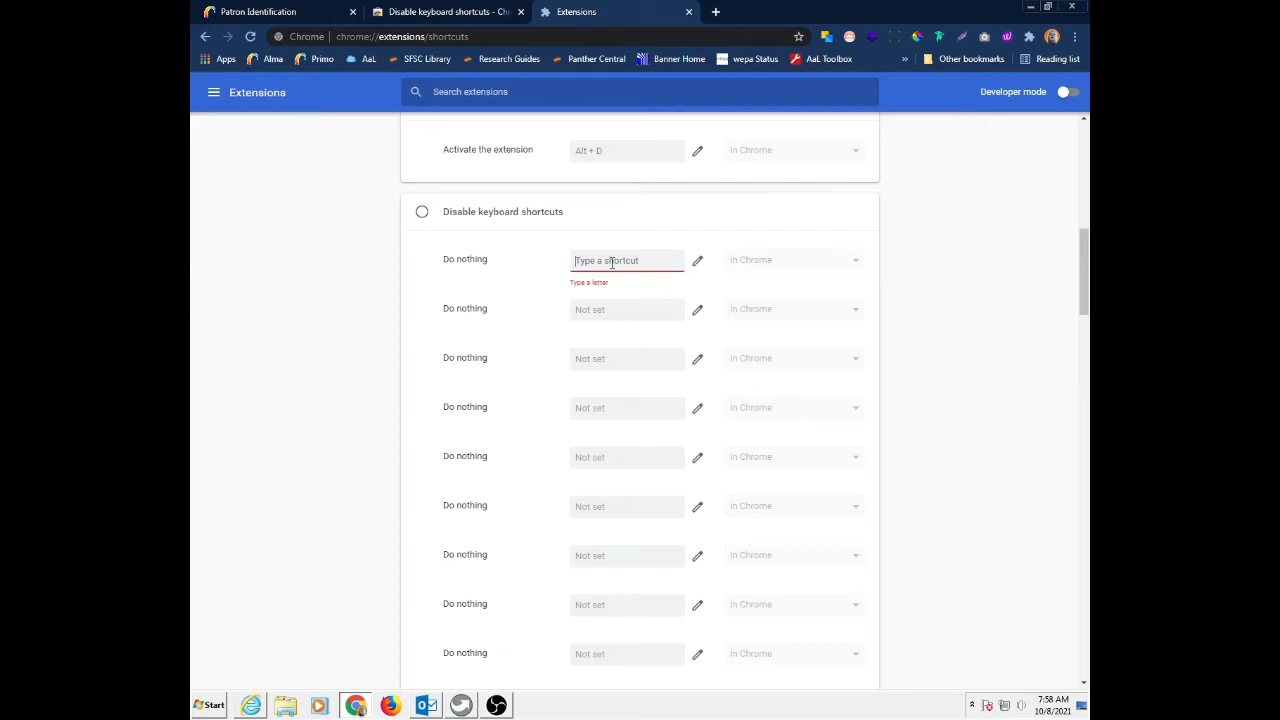 Patron Identification
Disable keyboard shortcuts - Chr
Extensions
Chrome | chrome://extensions/shortcuts
Apps Alma Primo AaL SFSC Library Research Guides Panther Central Banner Home wepa Status AaL Toolbox » Other bookmarks Reading list
Extensions
Search extensions
Developer mode
Activate the extension Alt + D In Chrome
Disable keyboard shortcuts
Do nothing Type a shortcut In Chrome
Type a letter
Do nothing Not set In Chrome
Do nothing Not set In Chrome
Do nothing Not set In Chrome
Do nothing Not set In Chrome
Do nothing Not set In Chrome
Do nothing Not set In Chrome
Do nothing Not set In Chrome
Do nothing Not set In Chrome
Start
7:58 AM
10/8/2021